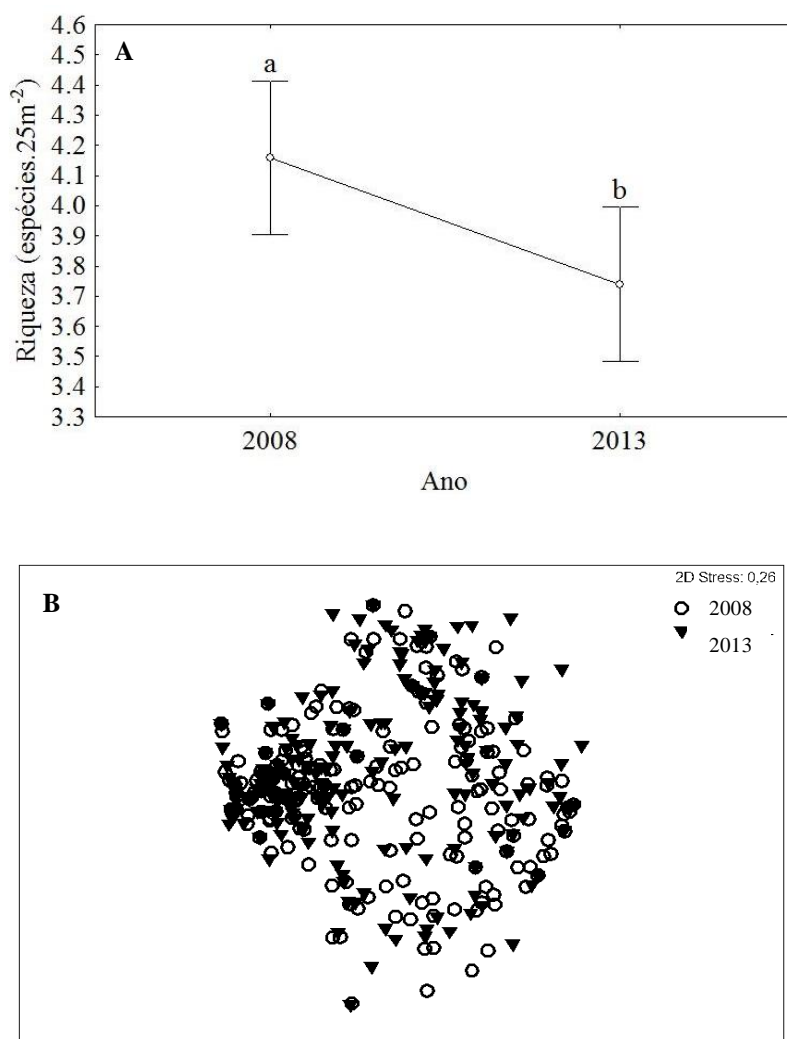 A
4.6
4.5
4.4
4.3
4.2
4.1
4.0
3.9
3.8
3.7
3.6
3.5
3.4
3.3
Riqueza (espécies.25m⁻²)
a
b
2008
2013
Ano
B
2D Stress: 0,26
2008
2013